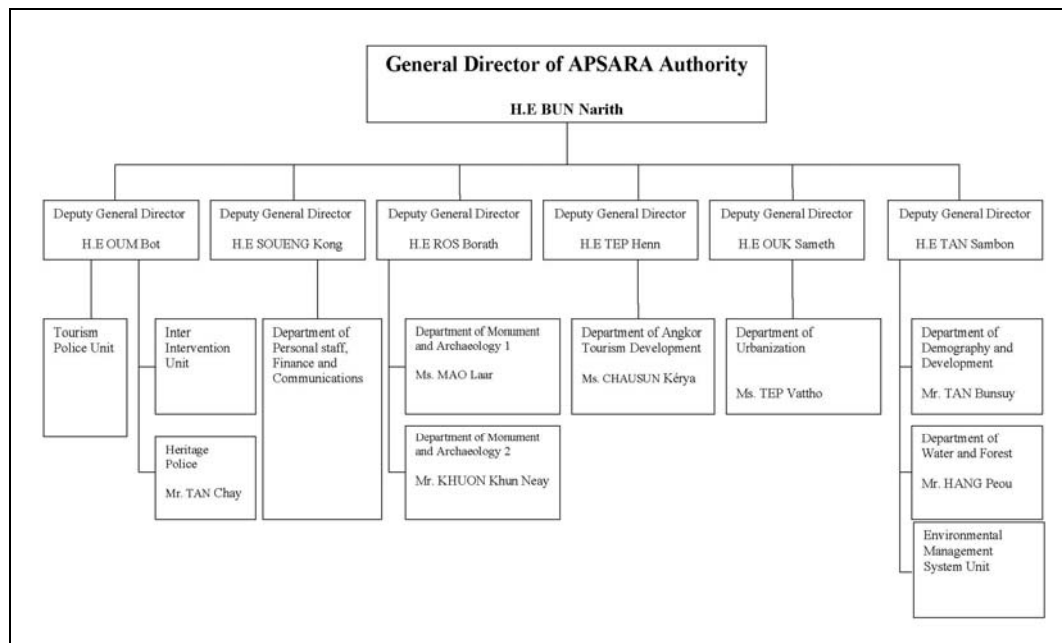 General Director of APSARA Authority
H.E BUN Narith
Deputy General Director
H.E OUM Bot
Deputy General Director
H.E SOUENG Kong
Deputy General Director
H.E ROS Borath
Deputy General Director
H.E TEP Henn
Deputy General Director
H.E OUK Sameth
Deputy General Director
H.E TAN Sambon
Tourism
Police Unit
Inter
Intervention
Unit
Heritage
Police
Mr. TAN Chay
Department of
Personal staff,
Finance and
Communications
Department of Monument
and Archaeology 1
Ms. MAO Laar
Department of Monument
and Archaeology 2
Mr. KHUON Khun Neay
Department of Angkor
Tourism Development
Ms. CHAUSUN Kérya
Department of
Urbanization
Ms. TEP Vattho
Department of
Demography and
Development
Mr. TAN Bunsuy
Department of
Water and Forest
Mr. HANG Peou
Environmental
Management
System Unit